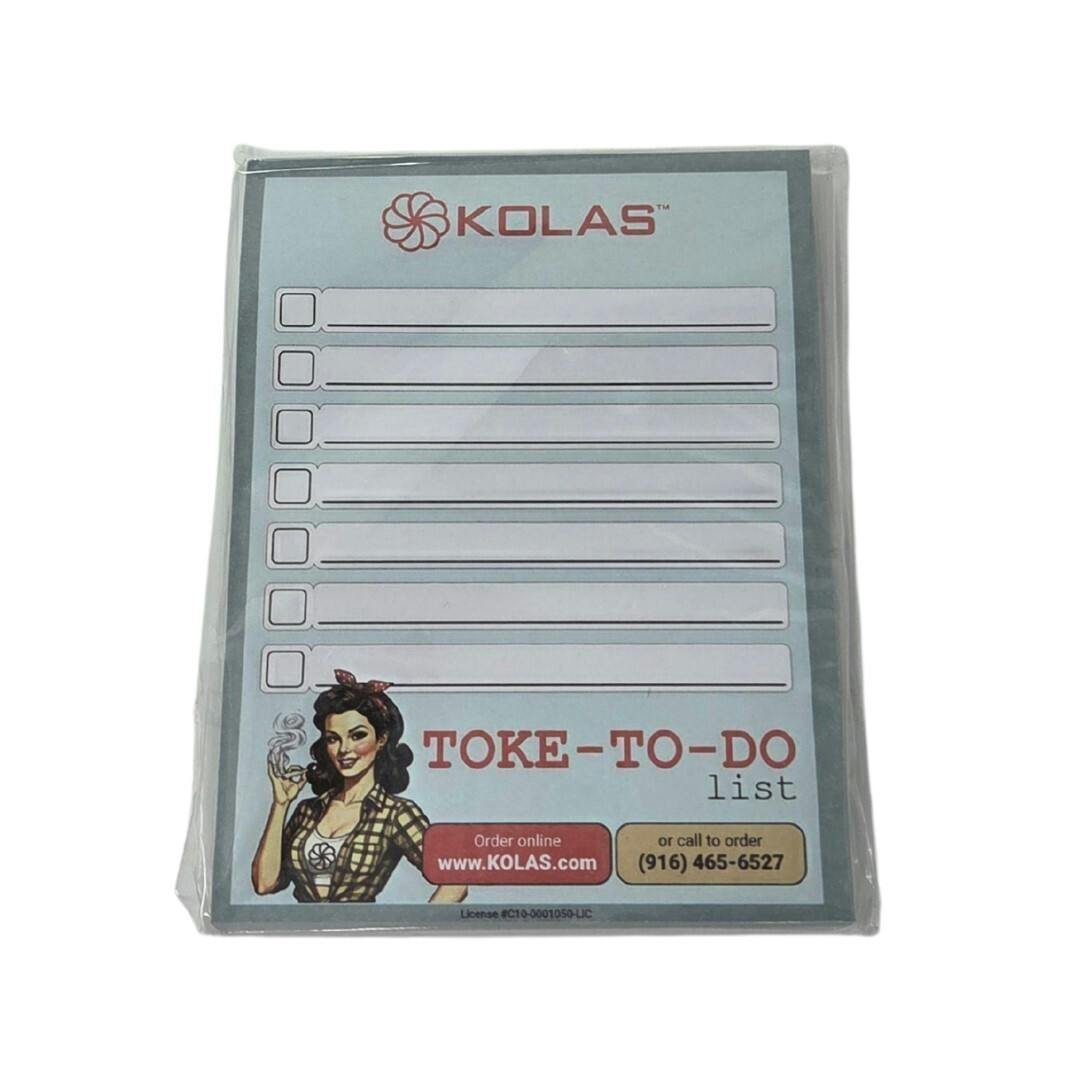 KOLAS™
TOKE-TO-DO
list
Order online
www.KOLAS.com
or call to order
(916) 465-6527
License #C10-0001050-LIC